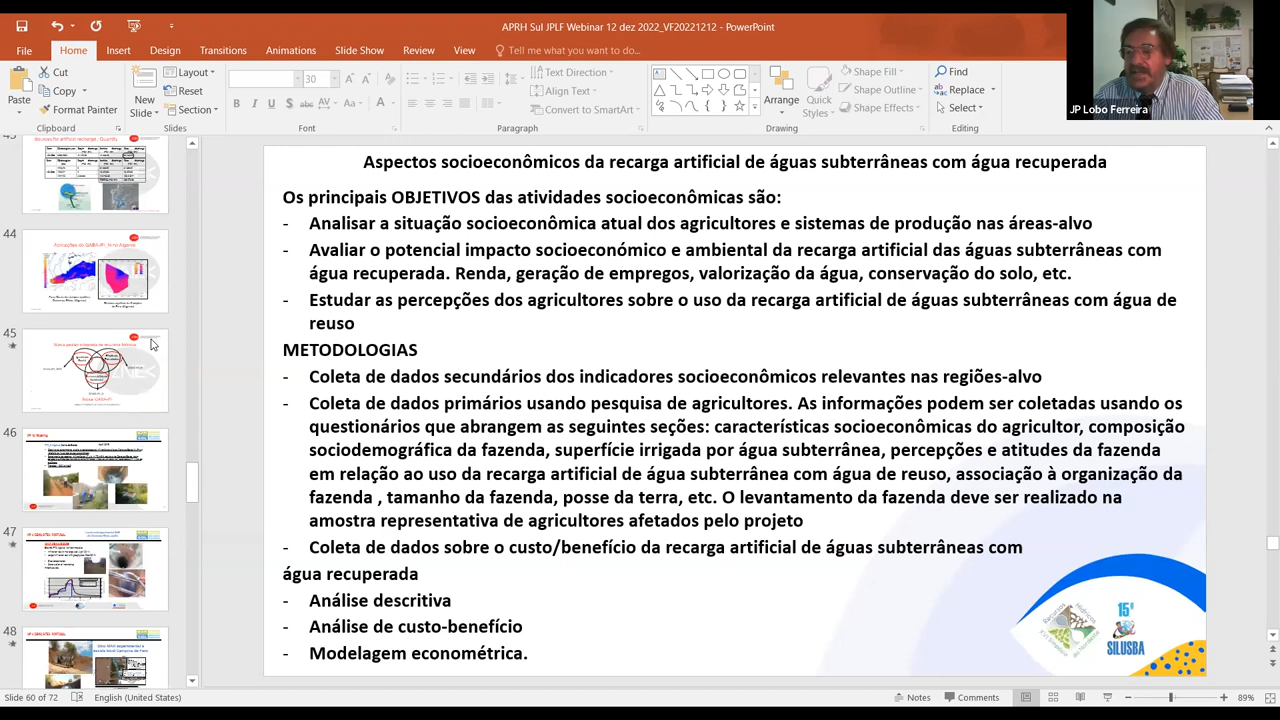 APRH Sul JPLF Webinar 12 dez 2022_VF20221212 - PowerPoint
File Home Insert Design Transitions Animations Slide Show Review View Tell me what you want to do...
Cut
Copy
Format Painter
Paste
Clipboard
New Slide
Layout
Reset
Section
Slides
30
Font
Text Direction
Align Text
Convert to SmartArt
Paragraph
Arrange
Quick Styles
Shape Fill
Shape Outline
Shape Effects
Drawing
Find
Replace
Select
Editing
JP Lobo Ferreira
44
45
46
47
48
Aspectos socioeconômicos da recarga artificial de águas subterrâneas com água recuperada
Os principais OBJETIVOS das atividades socioeconômicas são:
- Analisar a situação socioeconômica atual dos agricultores e sistemas de produção nas áreas-alvo
- Avaliar o potencial impacto socioeconómico e ambiental da recarga artificial das águas subterrâneas com
água recuperada. Renda, geração de empregos, valorização da água, conservação do solo, etc.
- Estudar as percepções dos agricultores sobre o uso da recarga artificial de águas subterrâneas com água de
reuso
METODOLOGIAS
- Coleta de dados secundários dos indicadores socioeconômicos relevantes nas regiões-alvo
- Coleta de dados primários usando pesquisa de agricultores. As informações podem ser coletadas usando os
questionários que abrangem as seguintes seções: características socioeconômicas do agricultor, composição
sociodemográfica da fazenda, superfície irrigada por água subterrânea, percepções e atitudes da fazenda
em relação ao uso da recarga artificial de água subterrânea com água de reuso, associação à organização da
fazenda , tamanho da fazenda, posse da terra, etc. O levantamento da fazenda deve ser realizado na
amostra representativa de agricultores afetados pelo projeto
- Coleta de dados sobre o custo/benefício da recarga artificial de águas subterrâneas com
água recuperada
- Análise descritiva
- Análise de custo-benefício
- Modelagem econométrica.
15º
SILUSBA
Slide 60 of 72 English (United States) Notes Comments 89%